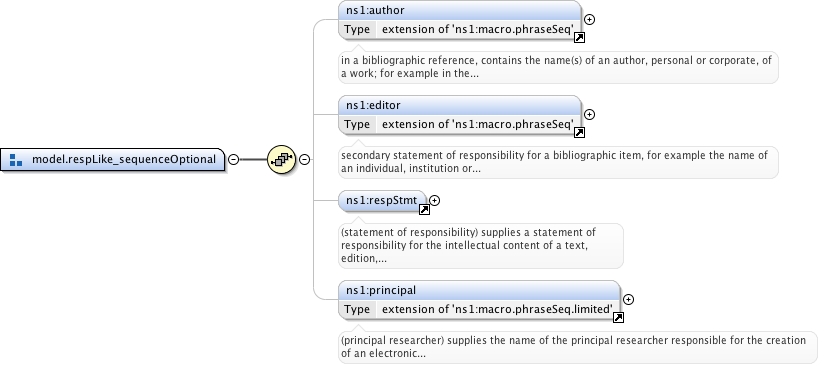 ns1:author
Type extension of 'ns1:macro.phraseSeq'
in a bibliographic reference, contains the name(s) of an author, personal or corporate, of
a work; for example in the...
ns1:editor
Type extension of 'ns1:macro.phraseSeq'
secondary statement of responsibility for a bibliographic item, for example the name of
an individual, institution or...
model.respLike_sequenceOptional
ns1:respStmt
(statement of responsibility) supplies a statement of
responsibility for the intellectual content of a text,
edition,...
ns1:principal
Type extension of 'ns1:macro.phraseSeq.limited'
(principal researcher) supplies the name of the principal researcher responsible for the creation
of an electronic...